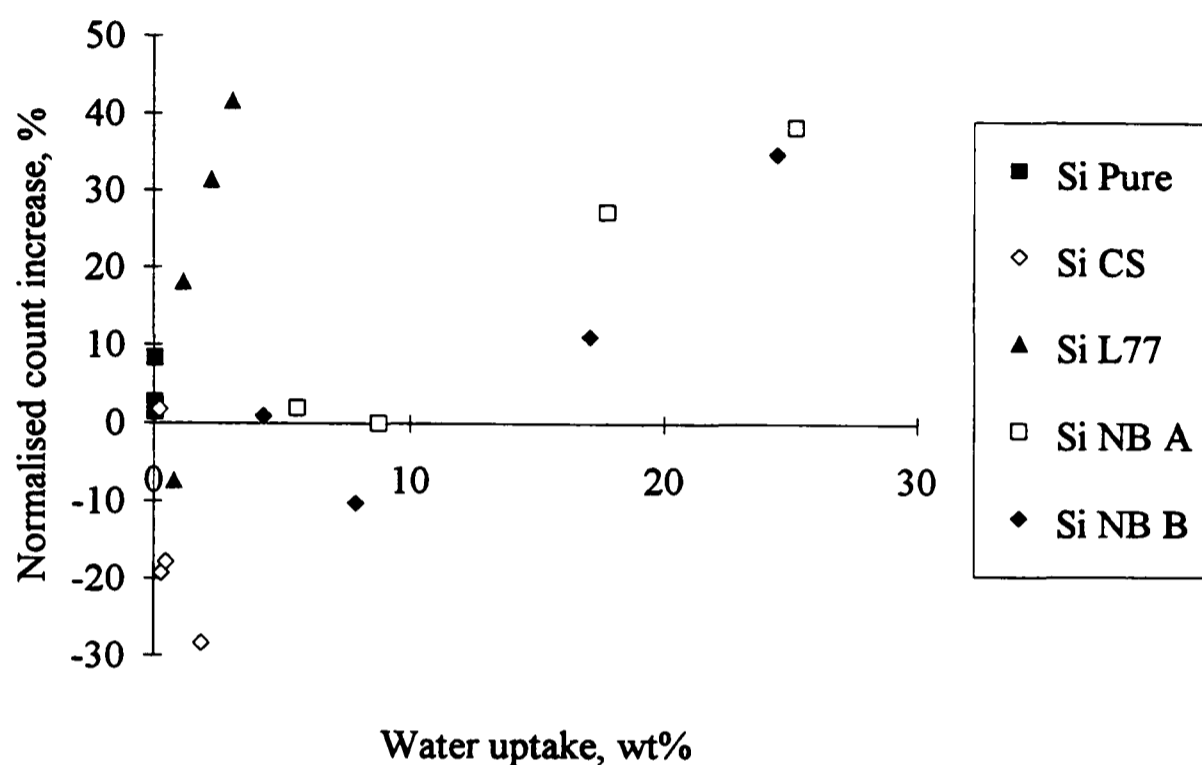 50
40
30
20
10
0
-10
-20
-30
Normalised count increase, %
0
10
20
30
Water uptake, wt%
Si Pure
Si CS
Si L77
Si NB A
Si NB B